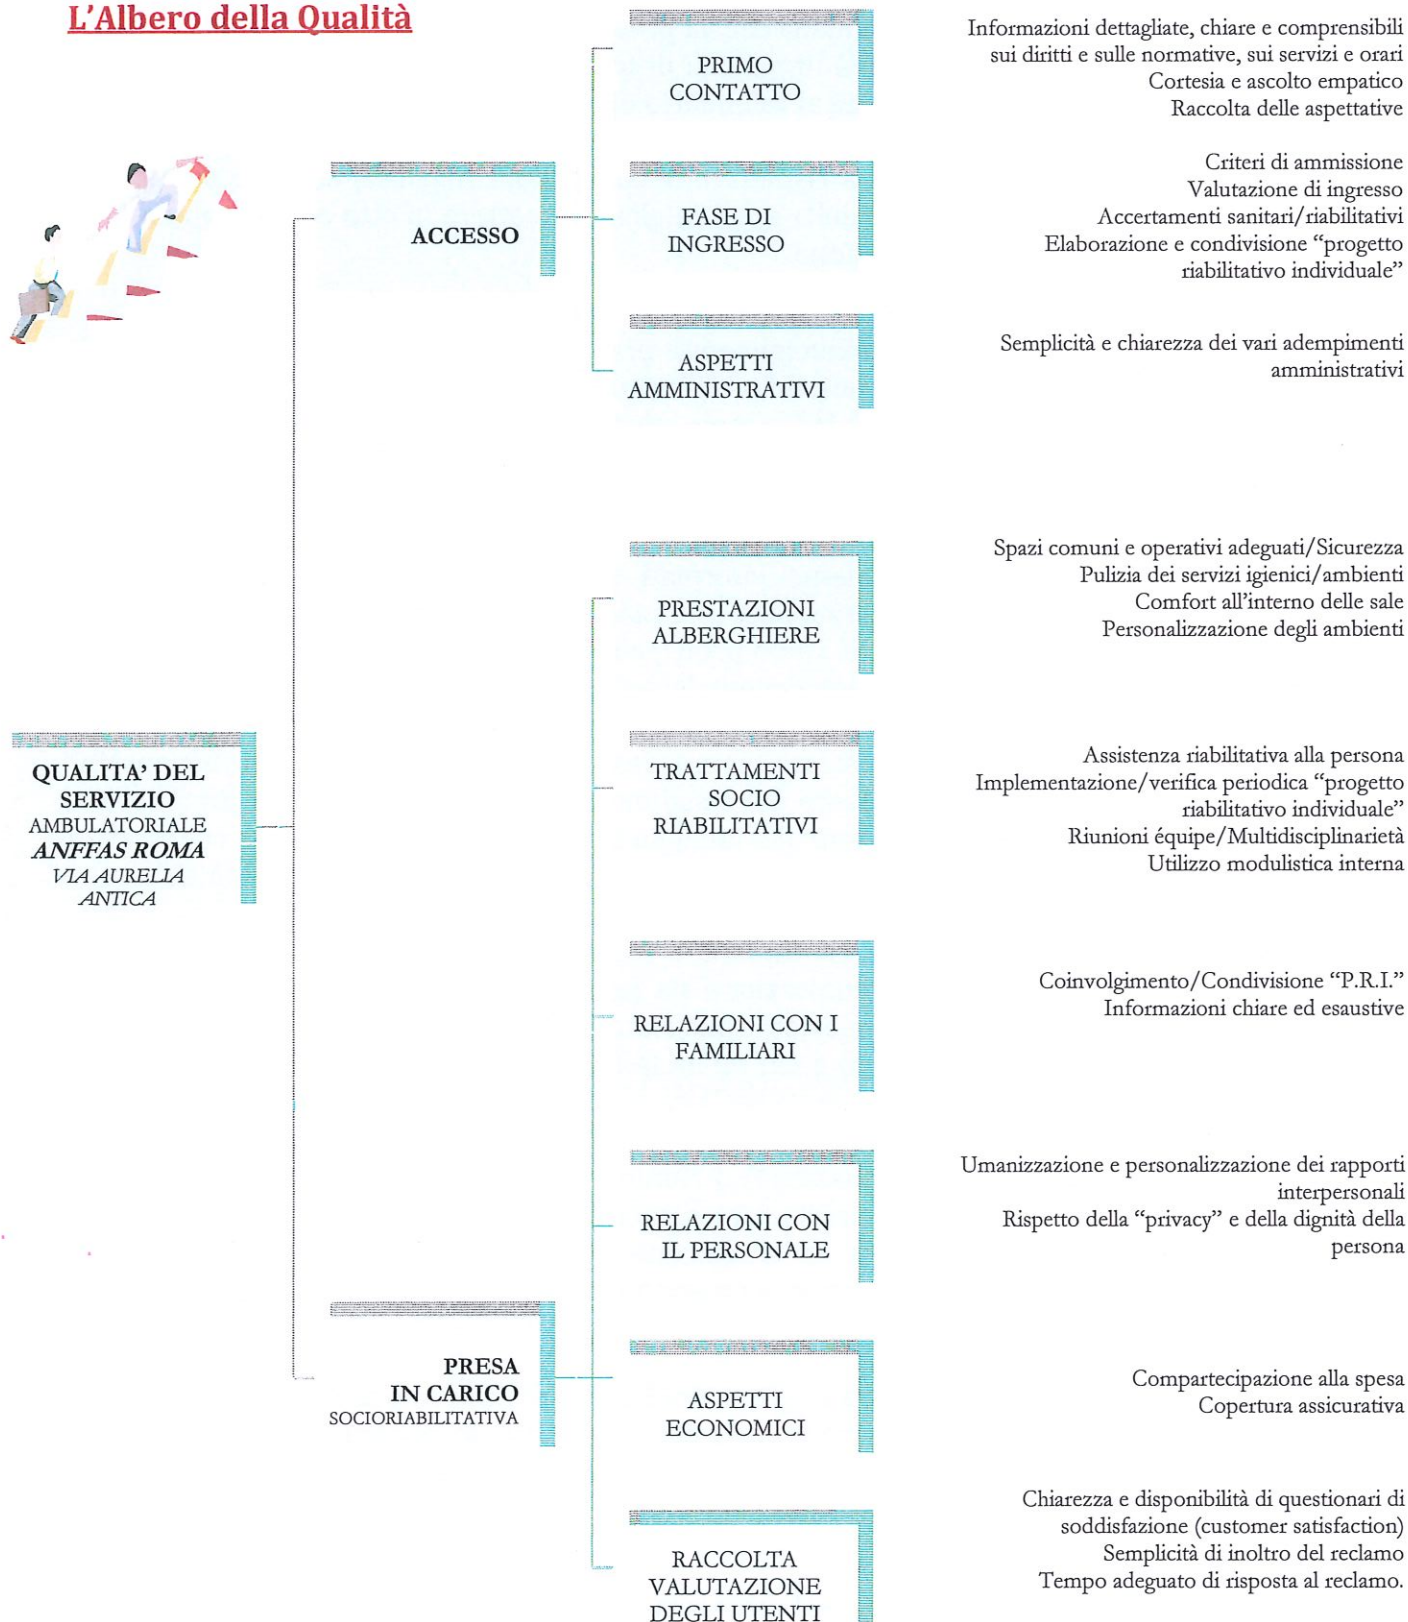 L'Albero della Qualità
PRIMO
CONTATTO
Informazioni dettagliate, chiare e comprensibili
sui diritti e sulle normative, sui servizi e orari
Cortesia e ascolto empatico
Raccolta delle aspettative
ACCESSO
FASE DI
INGRESSO
Criteri di ammissione
Valutazione di ingresso
Accertamenti sanitari/riabilitativi
Elaborazione e condivisione “progetto
riabilitativo individuale”
ASPETTI
AMMINISTRATIVI
Semplicità e chiarezza dei vari adempimenti
amministrativi
PRESTAZIONI
ALBERGHIERE
Spazi comuni e operativi adeguati/Sicurezza
Pulizia dei servizi igienici/ambienti
Comfort all'interno delle sale
Personalizzazione degli ambienti
QUALITA’ DEL
SERVIZIO
AMBULATORIALE
ANFFAS ROMA
VIA AURELIA
ANTICA
TRATTAMENTI
SOCIO
RIABILITATIVI
Assistenza riabilitativa alla persona
Implementazione/verifica periodica “progetto
riabilitativo individuale”
Riunioni équipe/Multidisciplinarietà
Utilizzo modulistica interna
RELAZIONI CON I
FAMILIARI
Coinvolgimento/Condivisione “P.R.I.”
Informazioni chiare ed esaustive
RELAZIONI CON
IL PERSONALE
Umanizzazione e personalizzazione dei rapporti
interpersonali
Rispetto della “privacy” e della dignità della
persona
PRESA
IN CARICO
SOCIORIABILITATIVA
ASPETTI
ECONOMICI
Compartecipazione alla spesa
Copertura assicurativa
RACCOLTA
VALUTAZIONE
DEGLI UTENTI
Chiarezza e disponibilità di questionari di
soddisfazione (customer satisfaction)
Semplicità di inoltro del reclamo
Tempo adeguato di risposta al reclamo.